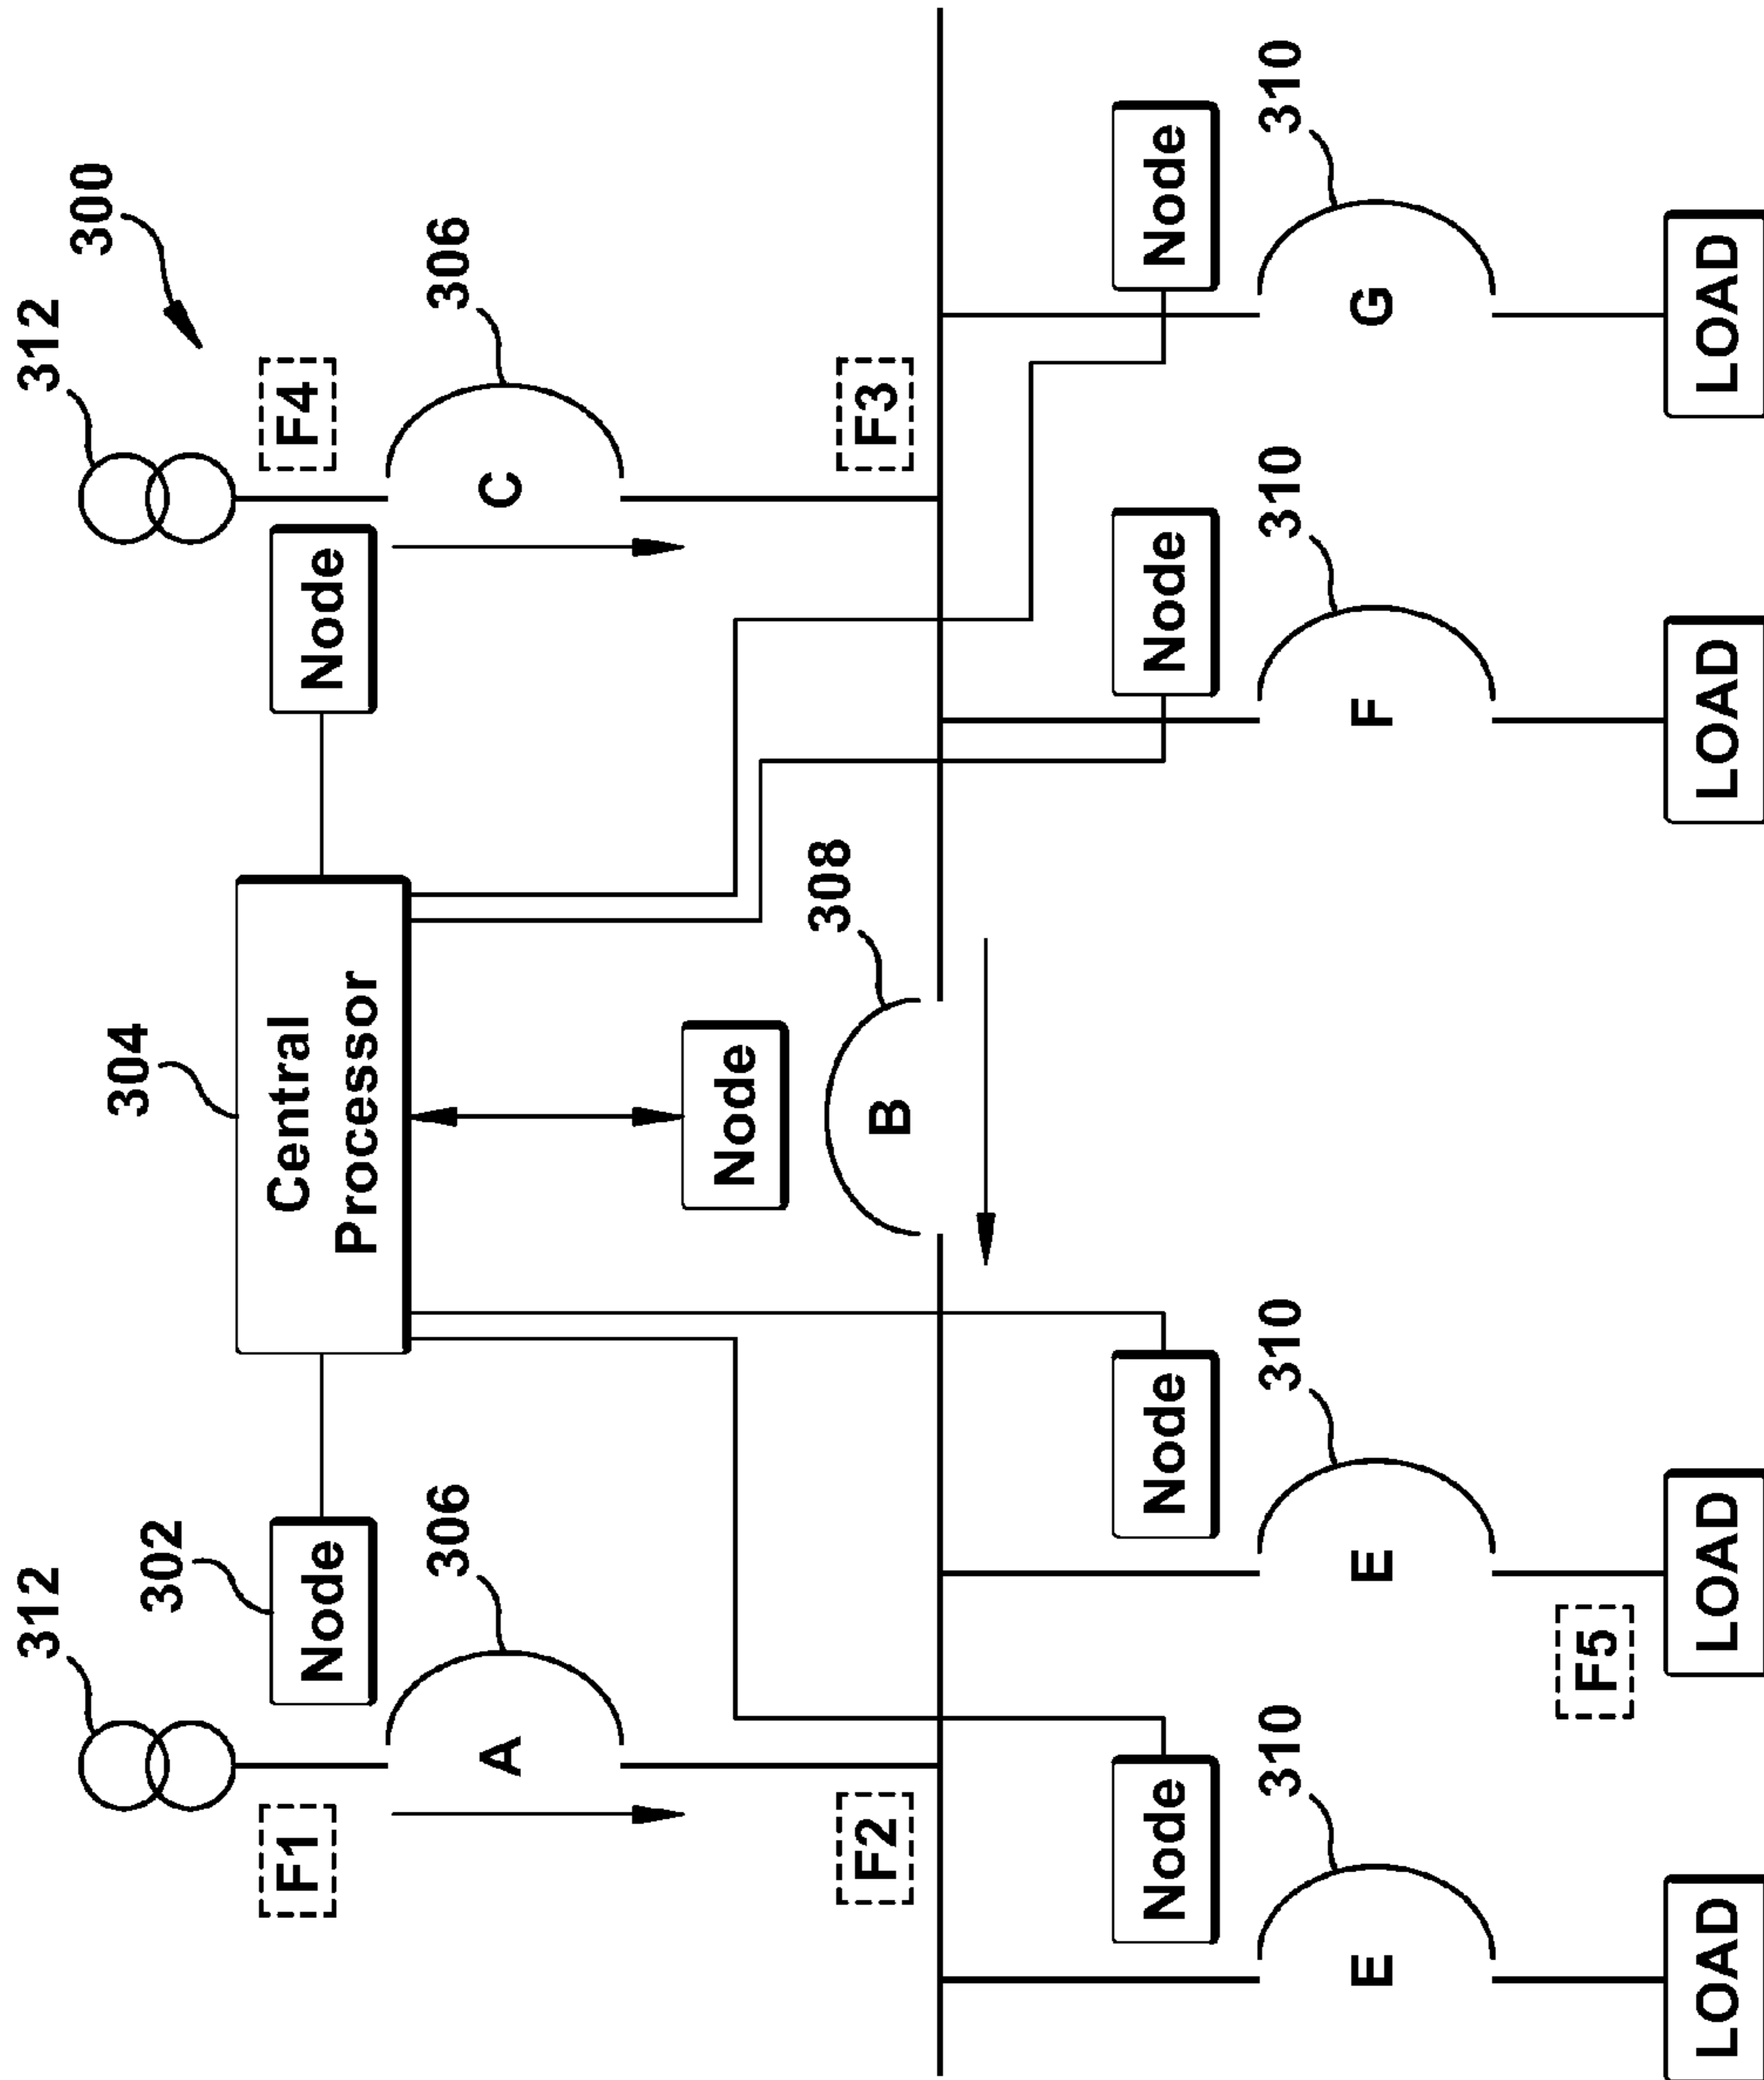 312
312
300
304
302
F1
Node
Central
Processor
Node
F4
306
306
A
C
Node
308
F2
B
F3
Node
Node
Node
Node
310
310
310
310
E
E
F
G
F5
LOAD
LOAD
LOAD
LOAD